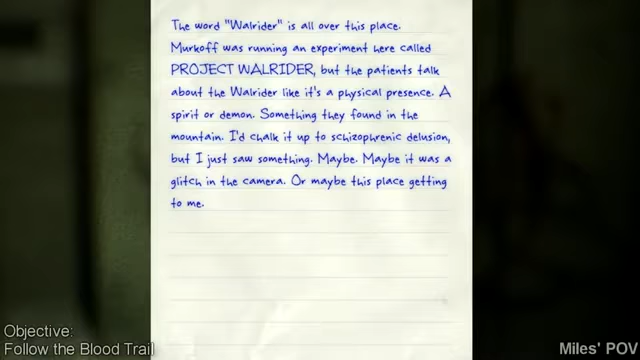 The word "Walrider" is all over this place.
Murkoff was running an experiment here called
PROJECT WALRIDER, but the patients talk
about the Walrider like it's a physical presence. A
spirit or demon. Something they found in the
mountain. I'd chalk it up to schizophrenic delusion,
but I just saw something. Maybe. Maybe it was a
glitch in the camera. Or maybe this place getting
to me.
Objective:
Follow the Blood Trail
Miles' POV